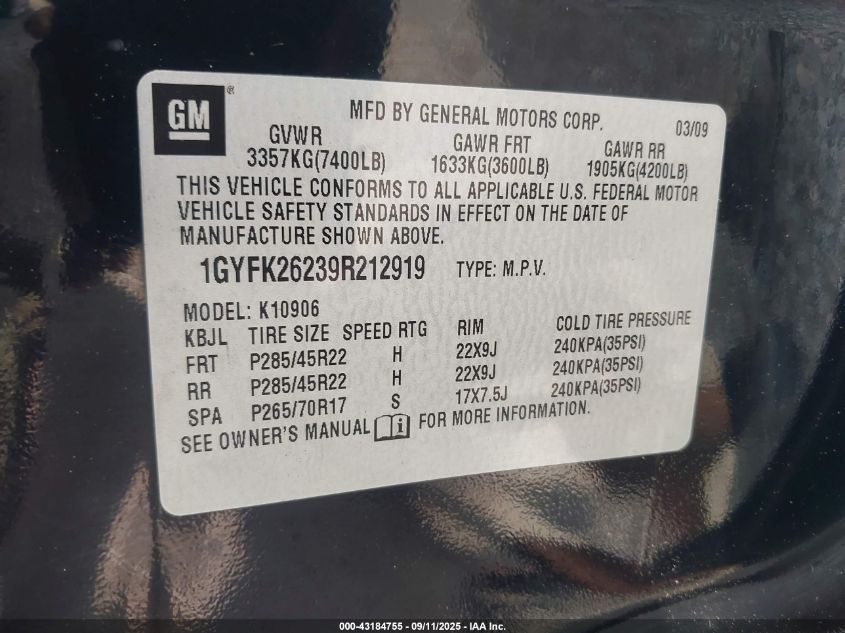 GM®
MFD BY GENERAL MOTORS CORP. 03/09
GVWR GAWR FRT GAWR RR
3357KG(7400LB) 1633KG(3600LB) 1905KG(4200LB)
THIS VEHICLE CONFORMS TO ALL APPLICABLE U.S. FEDERAL MOTOR
VEHICLE SAFETY STANDARDS IN EFFECT ON THE DATE OF
MANUFACTURE SHOWN ABOVE.
1GYFK26239R212919 TYPE: M.P.V.
MODEL: K10906
KBJL TIRE SIZE SPEED RTG RIM COLD TIRE PRESSURE
FRT P285/45R22 H 22X9J 240KPA(35PSI)
RR P285/45R22 H 22X9J 240KPA(35PSI)
SPA P265/70R17 S 17X7.5J 240KPA(35PSI)
SEE OWNER'S MANUAL i FOR MORE INFORMATION.
000-43184755 - 09/11/2025 - IAA Inc.